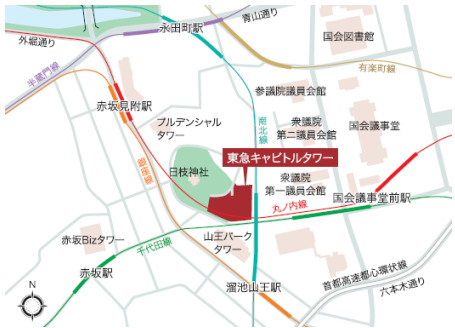 青山通り
永田町駅
外堀通り
国会図書館
半蔵門線
有楽町線
参議院議員会館
赤坂見附駅
プルデンシャル
タワー
南北線
衆議院
第二議員会館
国会議事堂
銀座線
東急キャピトルタワー
日枝神社
衆議院
第一議員会館
国会議事堂前駅
丸ノ内線
山王パーク
タワー
赤坂Bizタワー
千代田線
赤坂駅
溜池山王駅
首都高速都心環状線
六本木通り
N